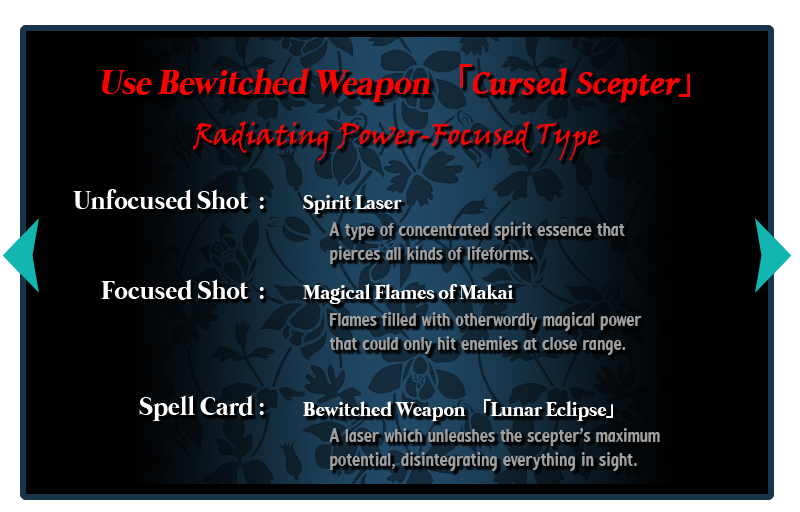 Use Bewitched Weapon 「Cursed Scepter」
Radiating Power-Focused Type
Unfocused Shot : Spirit Laser
A type of concentrated spirit essence that
pierces all kinds of lifeforms.
Focused Shot : Magical Flames of Makai
Flames filled with otherwordly magical power
that could only hit enemies at close range.
Spell Card : Bewitched Weapon 「Lunar Eclipse」
A laser which unleashes the scepter's maximum
potential, disintegrating everything in sight.